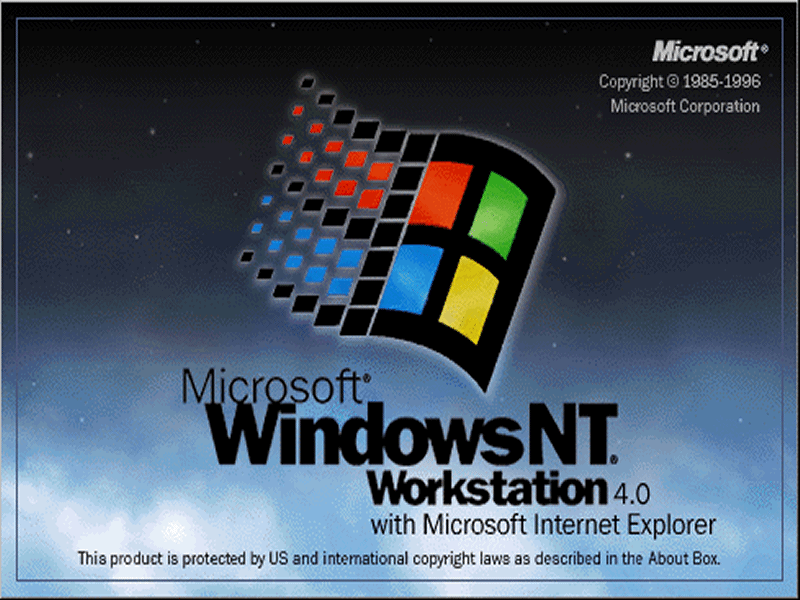 Microsoft®
Copyright © 1985-1996
Microsoft Corporation
Microsoft®
WindowsNT®
Workstation 4.0
with Microsoft Internet Explorer
This product is protected by US and international copyright laws as described in the About Box.